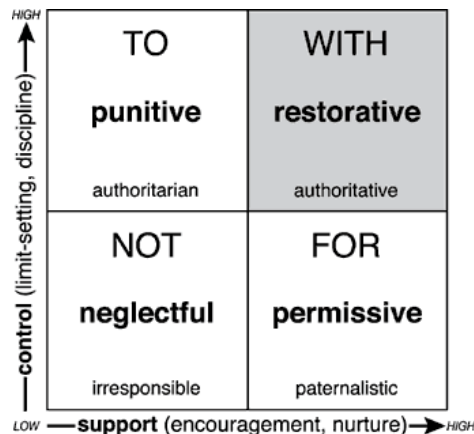 HIGH
TO
punitive
authoritarian
WITH
restorative
authoritative
NOT
neglectful
irresponsible
FOR
permissive
paternalistic
control (limit-setting, discipline)
LOW
support (encouragement, nurture)
HIGH